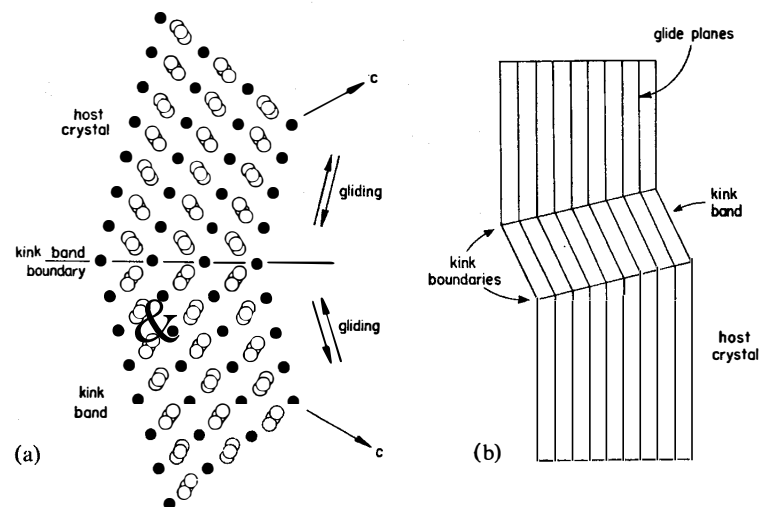 c
host
crystal
gliding
kink band
boundary
&
gliding
kink
band
(a)
c
glide planes
kink
band
kink
boundaries
host
crystal
(b)